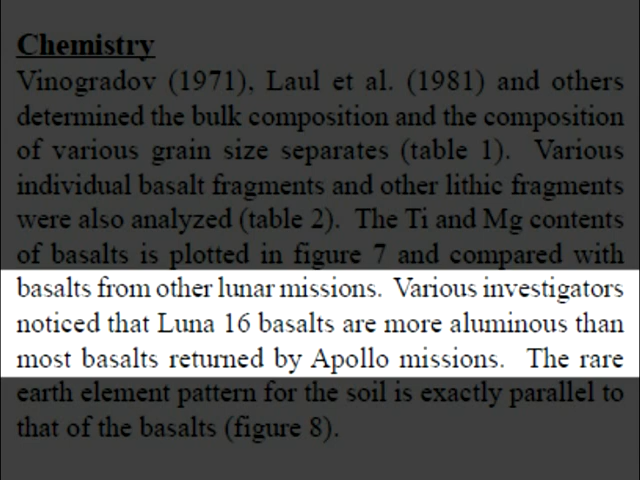 Chemistry
Vinogradov (1971), Laul et al. (1981) and others
determined the bulk composition and the composition
of various grain size separates (table 1).  Various
individual basalt fragments and other lithic fragments
were also analyzed (table 2).  The Ti and Mg contents
of basalts is plotted in figure 7 and compared with
basalts from other lunar missions.  Various investigators
noticed that Luna 16 basalts are more aluminous than
most basalts returned by Apollo missions.  The rare
earth element pattern for the soil is exactly parallel to
that of the basalts (figure 8).